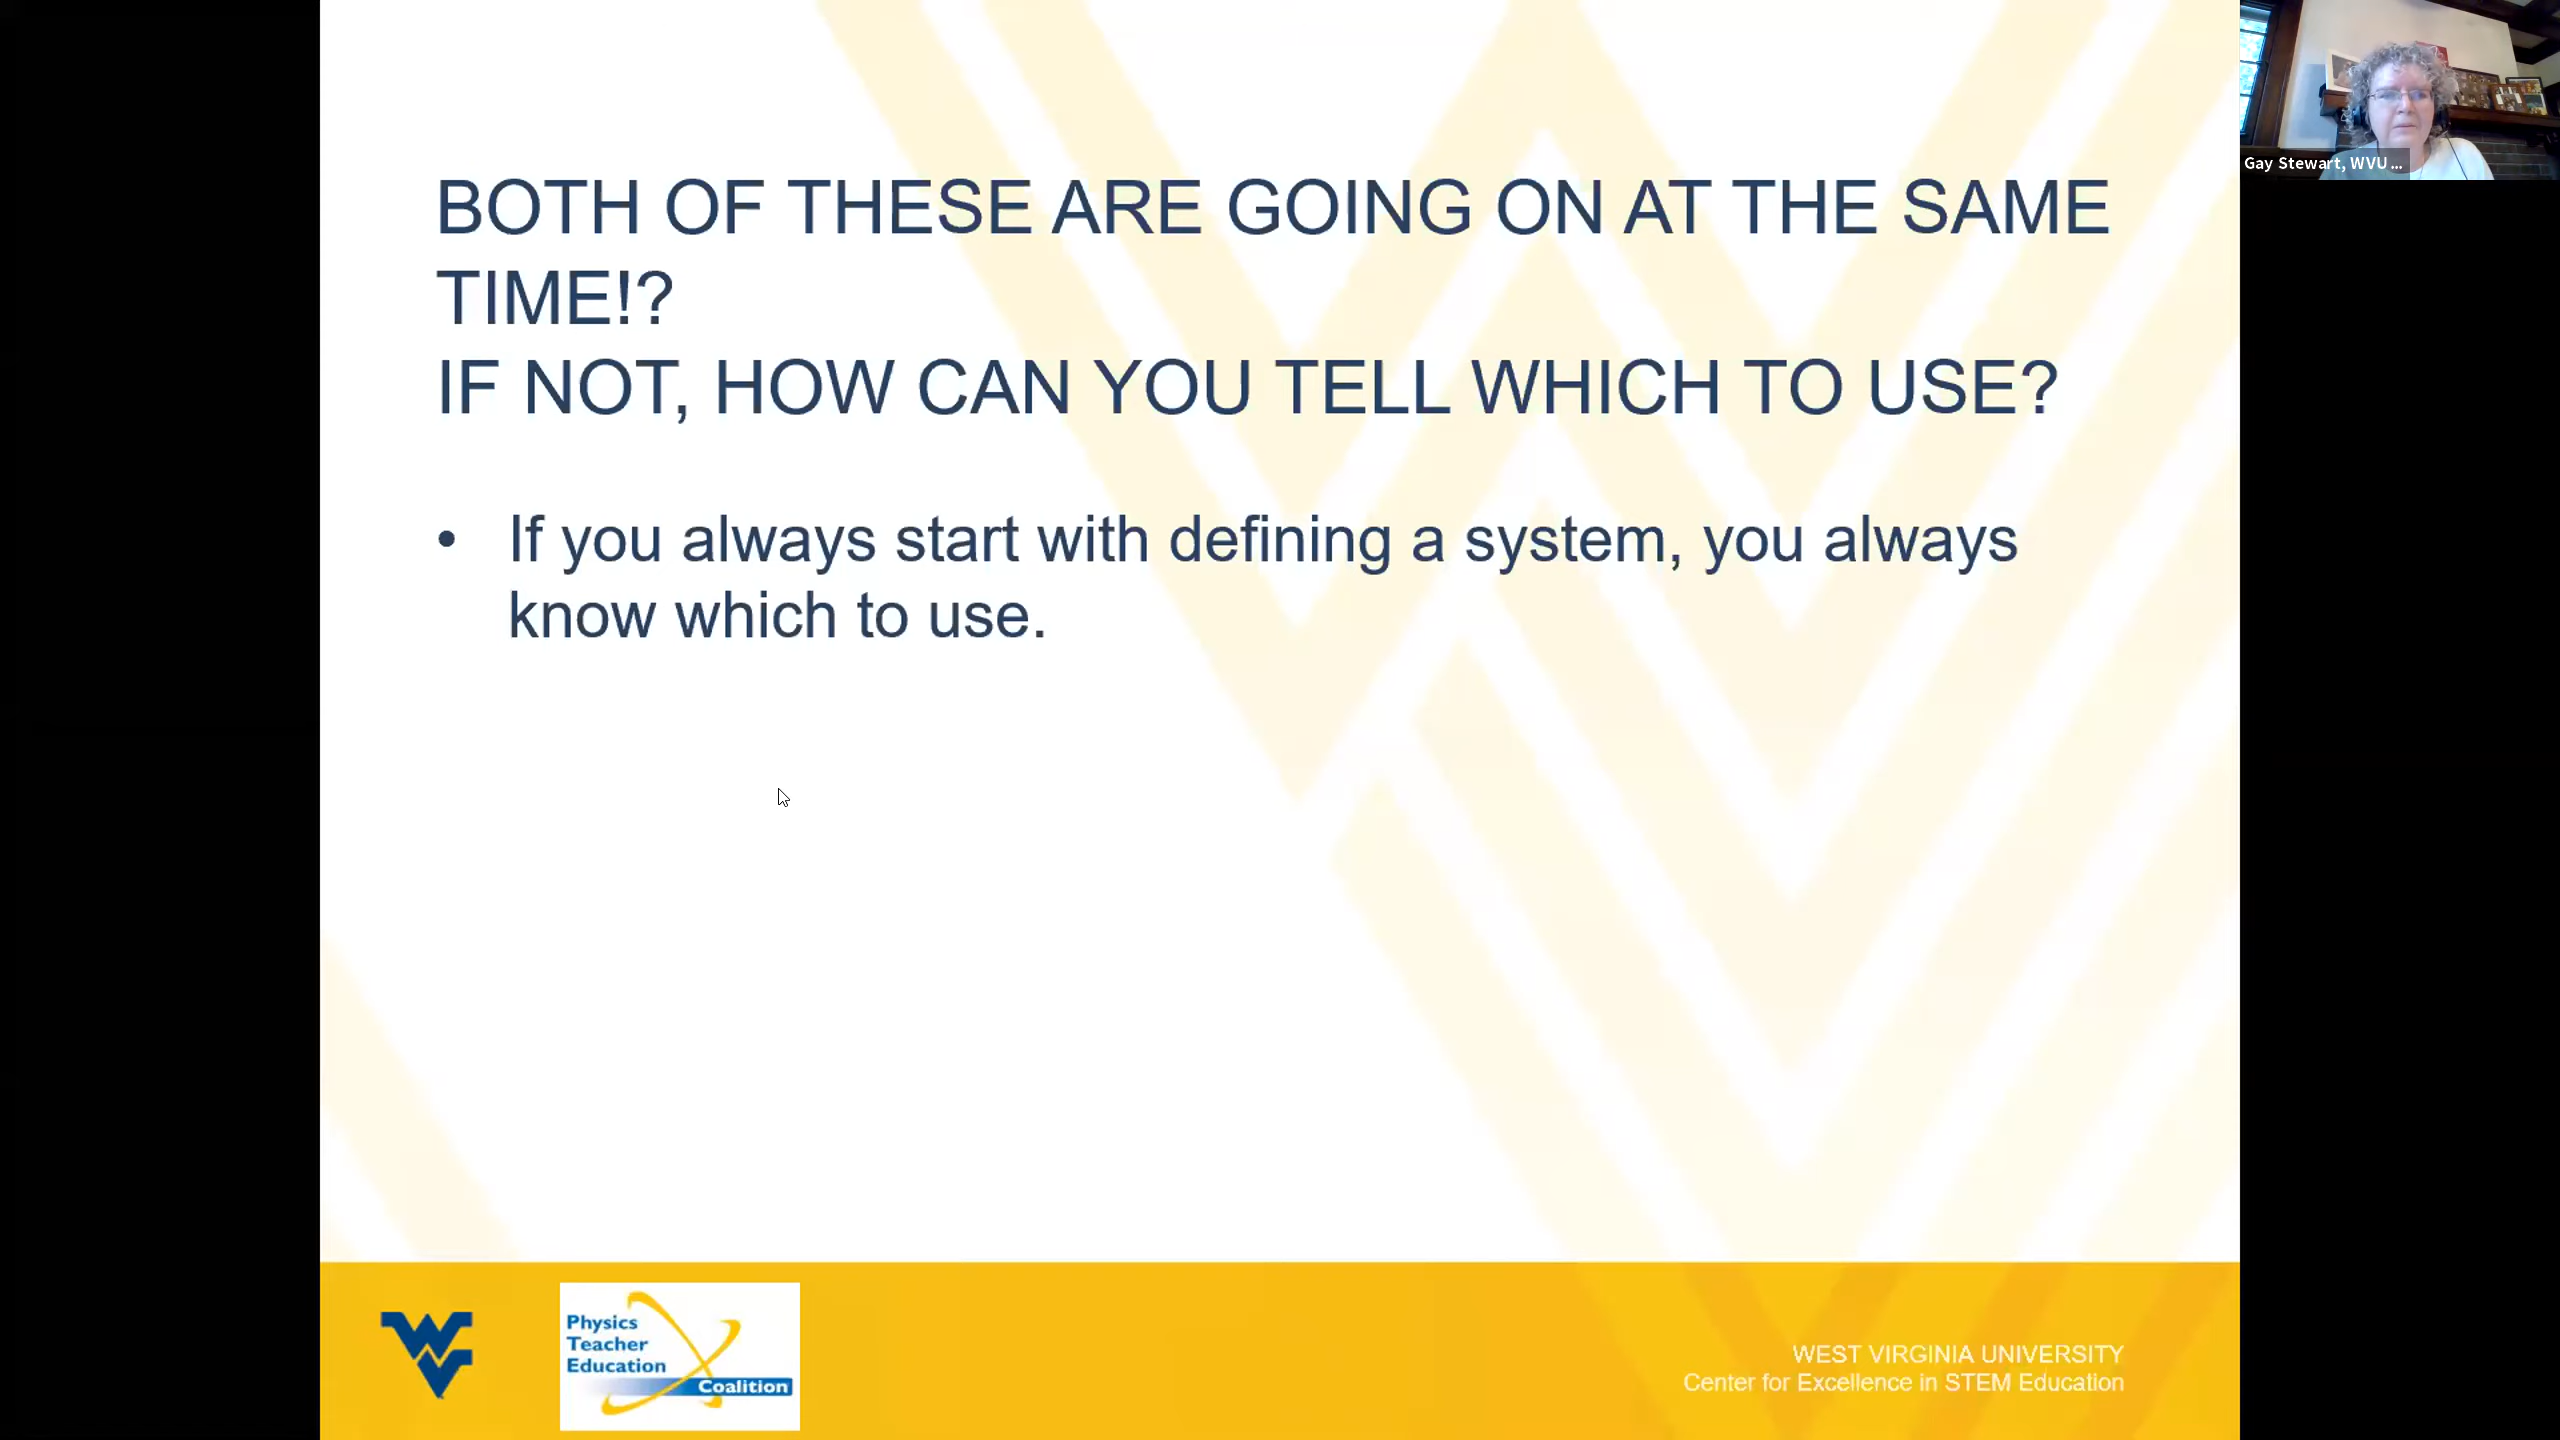 Gay Stewart, WVU ...
BOTH OF THESE ARE GOING ON AT THE SAME
TIME!?
IF NOT, HOW CAN YOU TELL WHICH TO USE?
• If you always start with defining a system, you always
know which to use.
WV
Physics
Teacher
Education
Coalition
WEST VIRGINIA UNIVERSITY
Center for Excellence in STEM Education